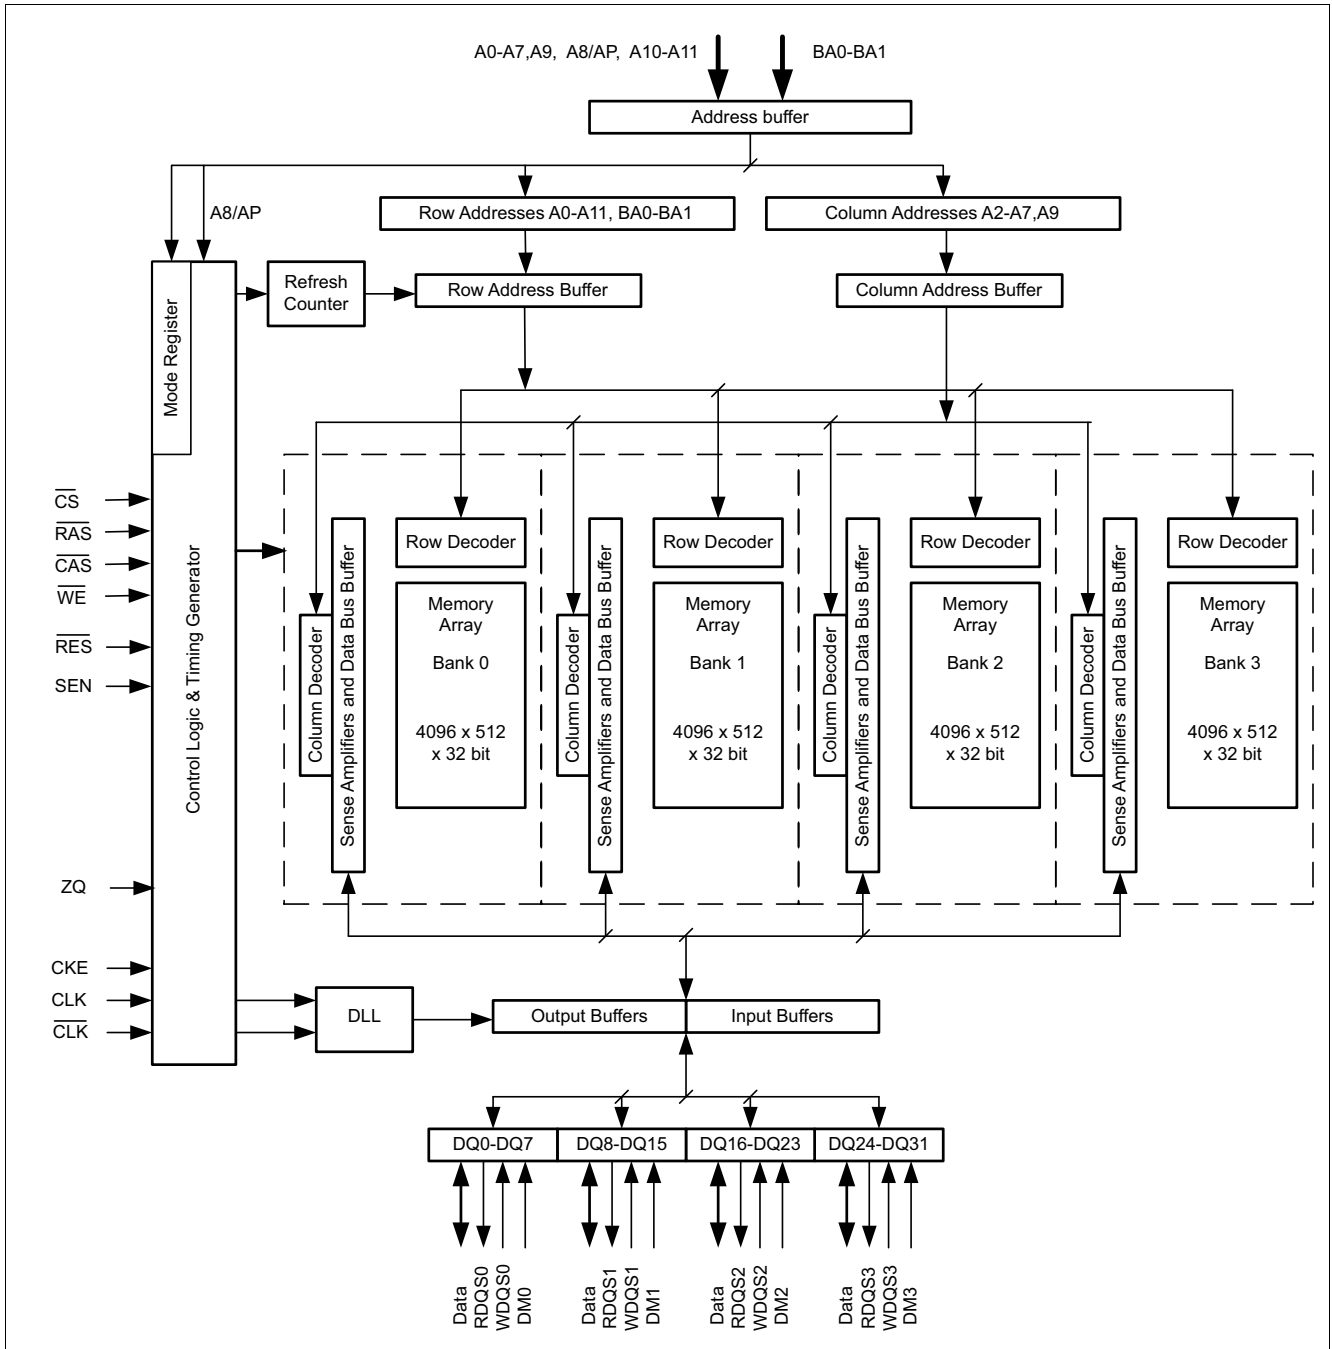 A0-A7,A9, A8/AP, A10-A11
BA0-BA1
Address buffer
A8/AP
Row Addresses A0-A11, BA0-BA1
Column Addresses A2-A7,A9
Mode Register
Refresh
Counter
Row Address Buffer
Column Address Buffer
Control Logic & Timing Generator
C̅S̅
R̅A̅S̅
C̅A̅S̅
W̅E̅
R̅E̅S̅
SEN
ZQ
CKE
CLK
C̅L̅K̅
Column Decoder
Sense Amplifiers and Data Bus Buffer
Row Decoder
Memory
Array
Bank 0
4096 x 512
x 32 bit
Column Decoder
Sense Amplifiers and Data Bus Buffer
Row Decoder
Memory
Array
Bank 1
4096 x 512
x 32 bit
Column Decoder
Sense Amplifiers and Data Bus Buffer
Row Decoder
Memory
Array
Bank 2
4096 x 512
x 32 bit
Column Decoder
Sense Amplifiers and Data Bus Buffer
Row Decoder
Memory
Array
Bank 3
4096 x 512
x 32 bit
DLL
Output Buffers
Input Buffers
DQ0-DQ7
DQ8-DQ15
DQ16-DQ23
DQ24-DQ31
Data
RDQS0
WDQS0
DM0
Data
RDQS1
WDQS1
DM1
Data
RDQS2
WDQS2
DM2
Data
RDQS3
WDQS3
DM3